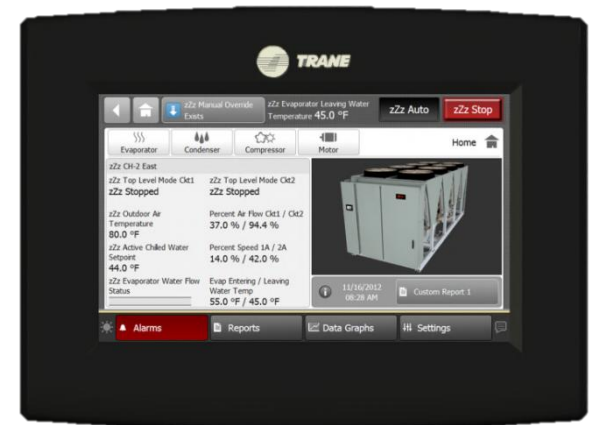 TRANE
zZz Manual Override
Exists
zZz Evaporator Leaving Water
Temperature 45.0 °F
zZz Auto
zZz Stop
Evaporator
Condenser
Compressor
Motor
Home
zZz CH-2 East
zZz Top Level Mode Ckt1
zZz Stopped
zZz Top Level Mode Ckt2
zZz Stopped
zZz Outdoor Air
Temperature
80.0 °F
Percent Air Flow Ckt1 / Ckt2
37.0 % / 94.4 %
zZz Active Chilled Water
Setpoint
44.0 °F
Percent Speed 1A / 2A
14.0 % / 42.0 %
zZz Evaporator Water Flow
Status
Evap Entering / Leaving
Water Temp
55.0 °F / 45.0 °F
11/16/2012
08:28 AM
Custom Report 1
Alarms
Reports
Data Graphs
Settings